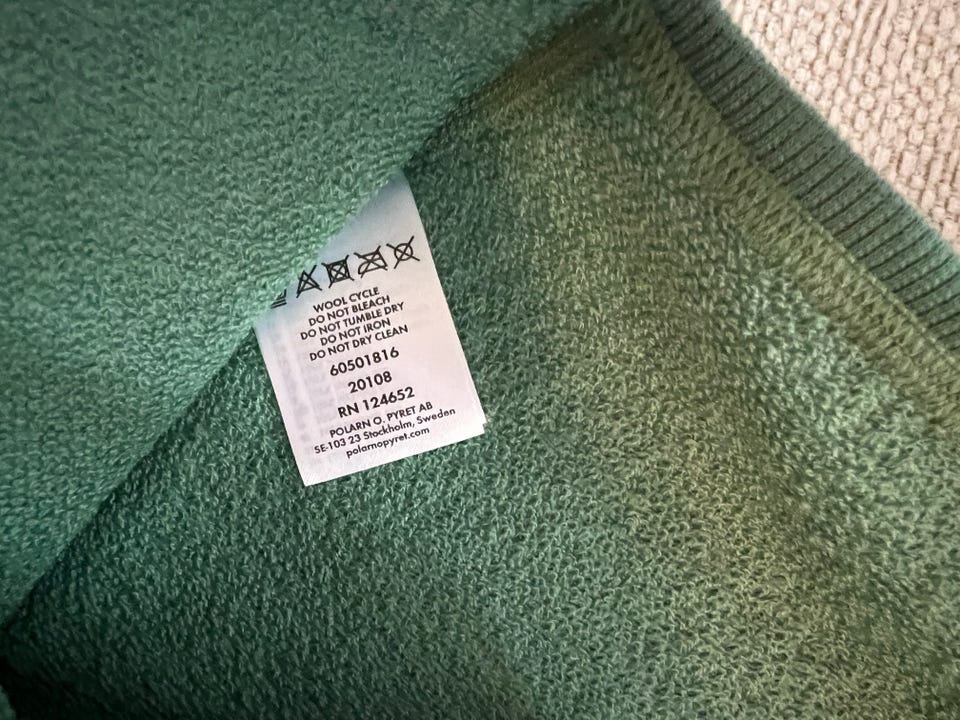 WOOL CYCLE
DO NOT BLEACH
DO NOT TUMBLE DRY
DO NOT IRON
DO NOT DRY CLEAN
60501816
20108
RN 124652
POLARN O. PYRET AB
SE-103 23 Stockholm, Sweden
polarnopyret.com